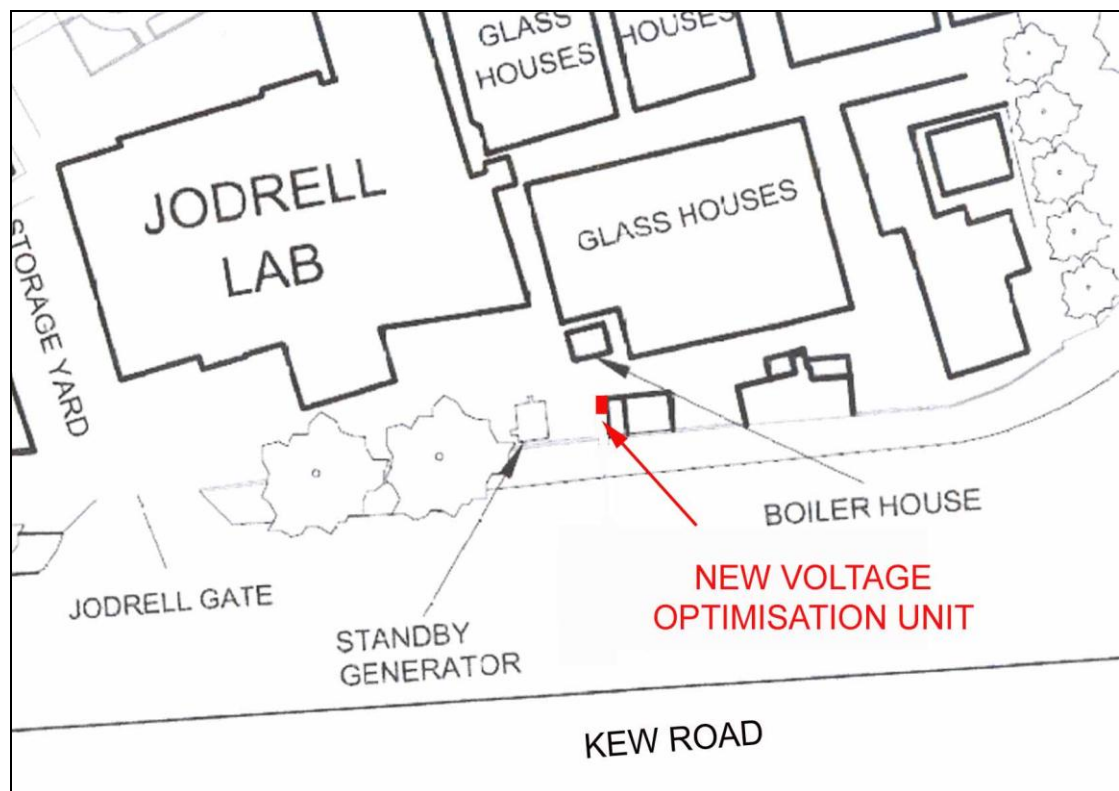 GLASS
HOUSES
HOUSES
JODRELL
LAB
GLASS HOUSES
STORAGE YARD
BOILER HOUSE
NEW VOLTAGE
OPTIMISATION UNIT
JODRELL GATE
STANDBY
GENERATOR
KEW ROAD